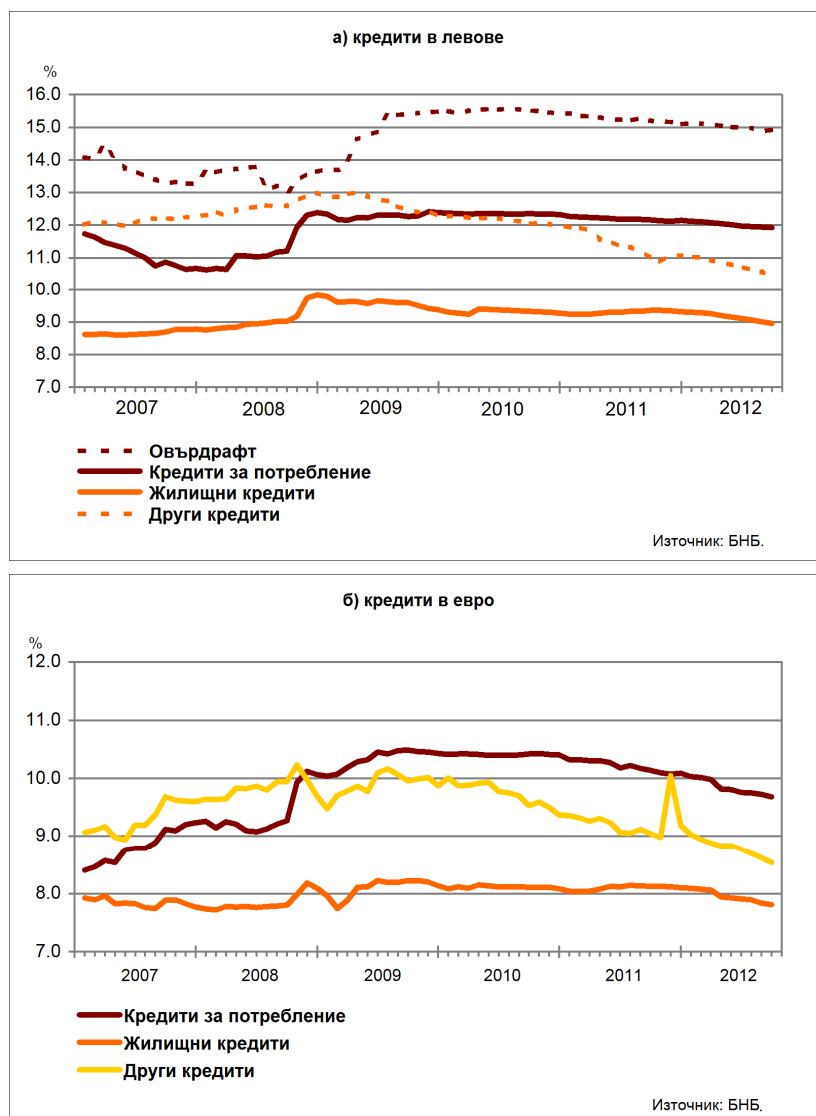 а) кредити в левове
%
16.0
15.0
14.0
13.0
12.0
11.0
10.0
9.0
8.0
7.0
2007 2008 2009 2010 2011 2012
Овърдрафт
Кредити за потребление
Жилищни кредити
Други кредити
Източник: БНБ.
б) кредити в евро
%
12.0
11.0
10.0
9.0
8.0
7.0
2007 2008 2009 2010 2011 2012
Кредити за потребление
Жилищни кредити
Други кредити
Източник: БНБ.